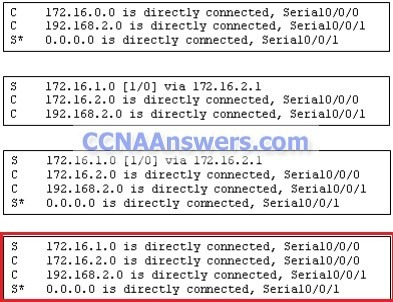 C 172.16.0.0 is directly connected, Serial0/0/0
C 192.168.2.0 is directly connected, Serial0/0/1
S* 0.0.0.0 is directly connected, Serial0/0/1
S 172.16.1.0 [1/0] via 172.16.2.1
C 172.16.2.0 is directly connected, Serial0/0/0
C 192.168.2.0 is directly connected, Serial0/0/1
CCNAAnswers.com
S 172.16.1.0 [1/0] via 172.16.2.1
C 172.16.2.0 is directly connected, Serial0/0/0
C 192.168.2.0 is directly connected, Serial0/0/1
S* 0.0.0.0 is directly connected, Serial0/0/1
S 172.16.1.0 is directly connected, Serial0/0/0
C 172.16.2.0 is directly connected, Serial0/0/0
C 192.168.2.0 is directly connected, Serial0/0/1
S* 0.0.0.0 is directly connected, Serial0/0/1